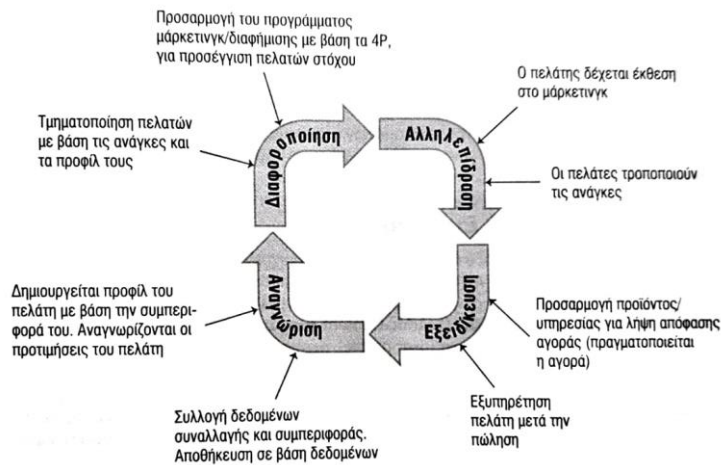 Προσαρμογή του προγράμματος
μάρκετινγκ/διαφήμισης με βάση τα 4P,
για προσέγγιση πελατών στόχου
Ο πελάτης δέχεται έκθεση
στο μάρκετινγκ
Τμηματοποίηση πελατών
με βάση τις ανάγκες και
τα προφίλ τους
Διαφοροποίηση
Αλληλεπίδραση
Οι πελάτες τροποποιούν
τις ανάγκες
Δημιουργείται προφίλ του
πελάτη με βάση την συμπερι-
φορά του. Αναγνωρίζονται οι
προτιμήσεις του πελάτη
Αναγνώριση
Εξειδίκευση
Προσαρμογή προϊόντος/
υπηρεσίας για λήψη απόφασης
αγοράς (πραγματοποιείται
η αγορά)
Εξυπηρέτηση
πελάτη μετά την
πώληση
Συλλογή δεδομένων
συναλλαγής και συμπεριφοράς.
Αποθήκευση σε βάση δεδομένων